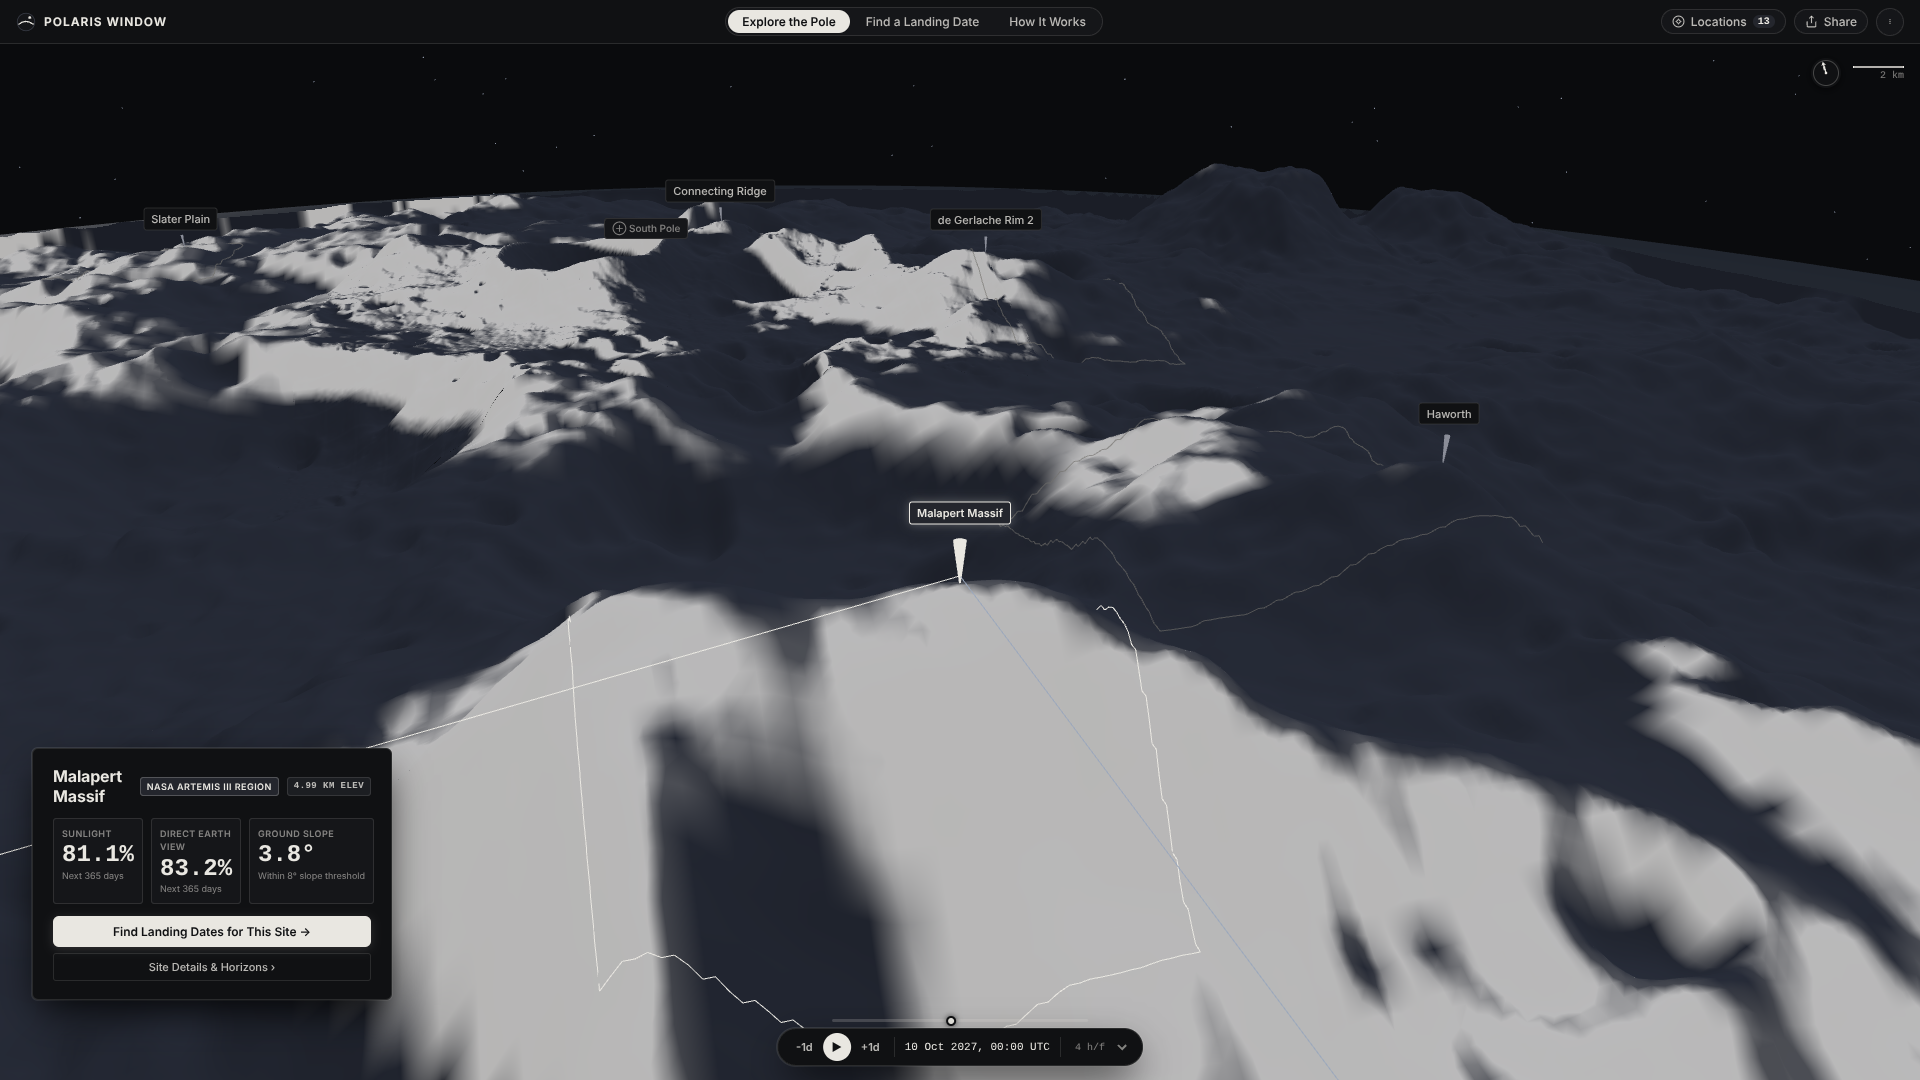 POLARIS WINDOW
Explore the Pole
Find a Landing Date
How It Works
Locations 13
Share
2 km
Connecting Ridge
Slater Plain
South Pole
de Gerlache Rim 2
Haworth
Malapert Massif
Malapert
Massif
NASA ARTEMIS III REGION
4.99 KM ELEV
SUNLIGHT
81.1%
Next 365 days
DIRECT EARTH
VIEW
83.2%
Next 365 days
GROUND SLOPE
3.8°
Within 8° slope threshold
Find Landing Dates for This Site →
Site Details & Horizons ›
-1d
+1d
10 Oct 2027, 00:00 UTC
4 h/f